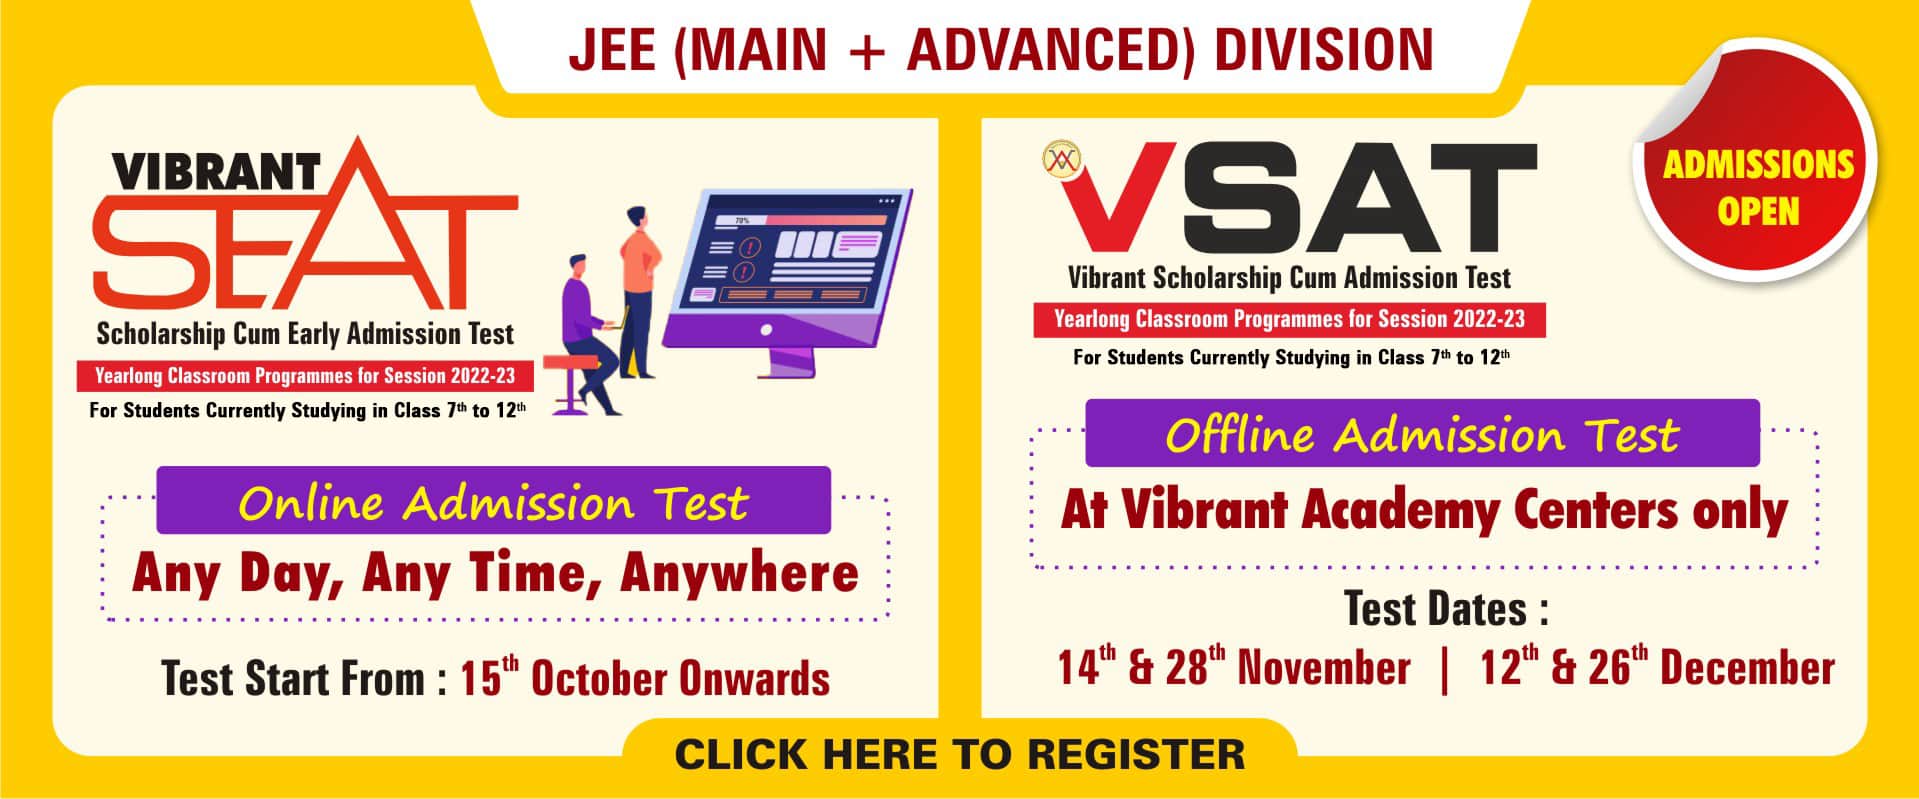 JEE (MAIN + ADVANCED) DIVISION
VIBRANT
SEAT
Scholarship Cum Early Admission Test
Yearlong Classroom Programmes for Session 2022-23
For Students Currently Studying in Class 7th to 12th
70%
Online Admission Test
Any Day, Any Time, Anywhere
Test Start From : 15th October Onwards
VSAT
Vibrant Scholarship Cum Admission Test
Yearlong Classroom Programmes for Session 2022-23
For Students Currently Studying in Class 7th to 12th
ADMISSIONS
OPEN
Offline Admission Test
At Vibrant Academy Centers only
Test Dates :
14th & 28th November | 12th & 26th December
CLICK HERE TO REGISTER